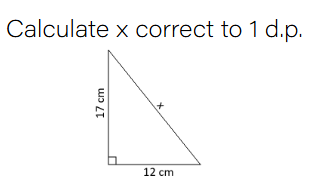 Calculate x correct to 1 d.p.
17 cm
x
12 cm